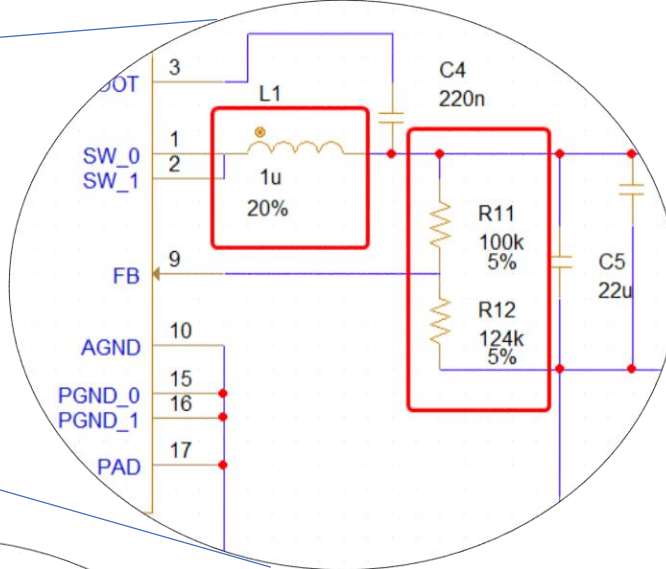 3
OOT
C4
220n
L1
1
SW_0
2
SW_1
1u
20%
R11
100k
5%
9
FB
C5
22u
R12
124k
5%
10
AGND
15
PGND_0
16
PGND_1
17
PAD